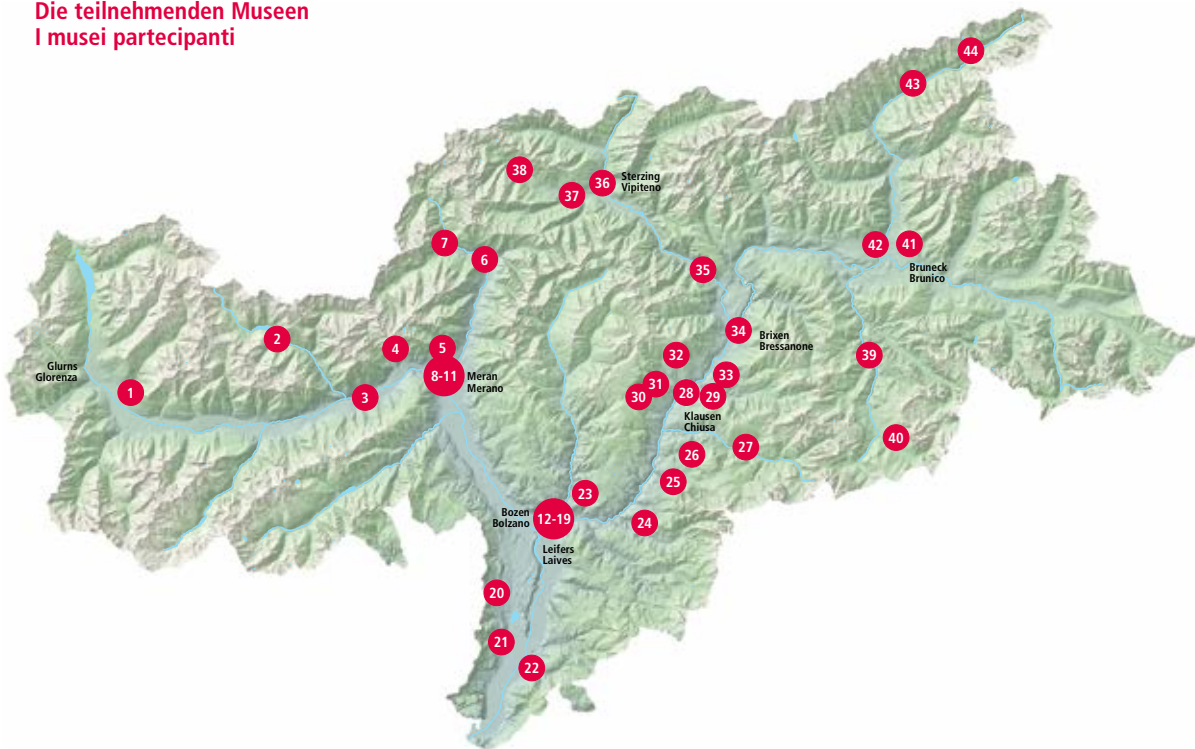 Die teilnehmenden Museen
I musei partecipanti
44
43
38
36
Sterzing
Vipiteno
37
7
6
42
41
Bruneck
Brunico
35
2
34
Brixen
Bressanone
4
5
32
39
Glurns
Glorenza
1
3
8-11
Meran
Merano
30
31
28
29
33
Klausen
Chiusa
26
27
40
25
23
Bozen
Bolzano
12-19
24
Leifers
Laives
20
21
22